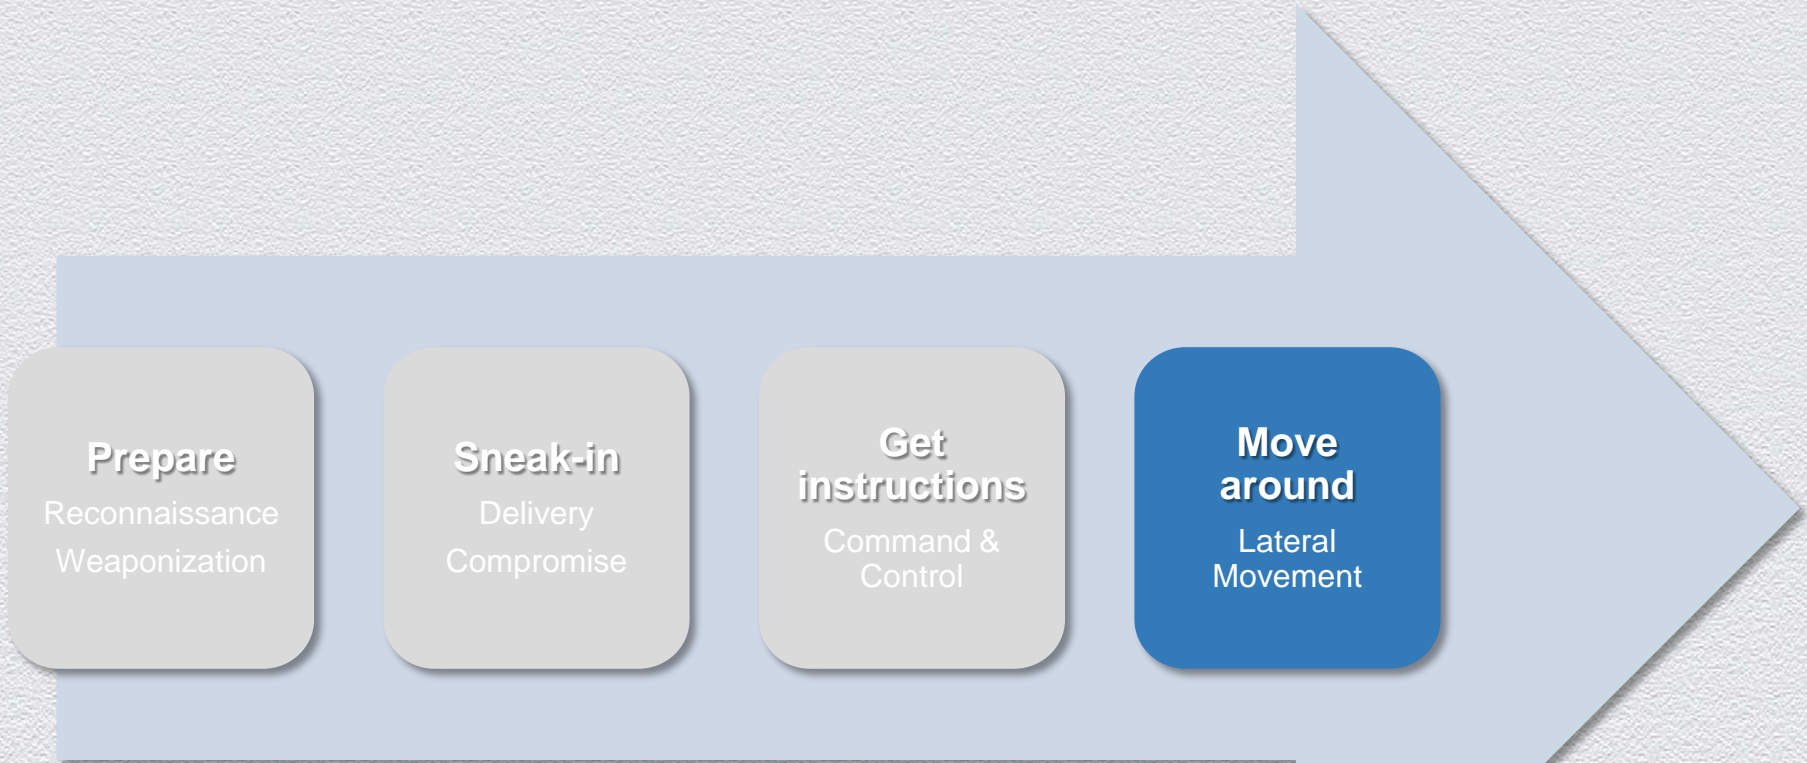 Prepare
Reconnaissance
Weaponization
Sneak-in
Delivery
Compromise
Get
instructions
Command &
Control
Move
around
Lateral
Movement